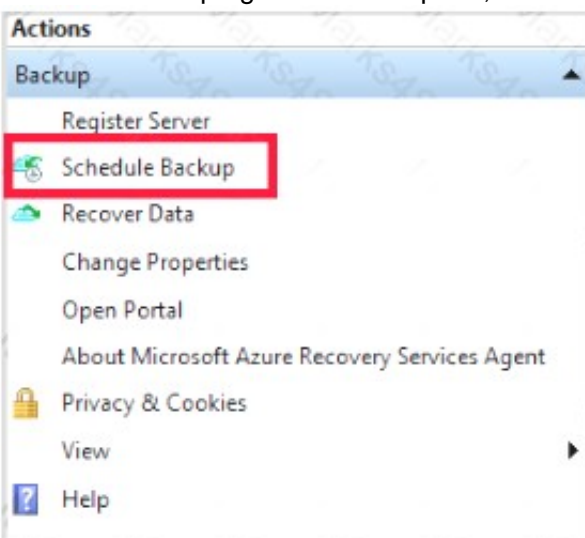 Actions
Backup
Register Server
Schedule Backup
Recover Data
Change Properties
Open Portal
About Microsoft Azure Recovery Services Agent
Privacy & Cookies
View
Help